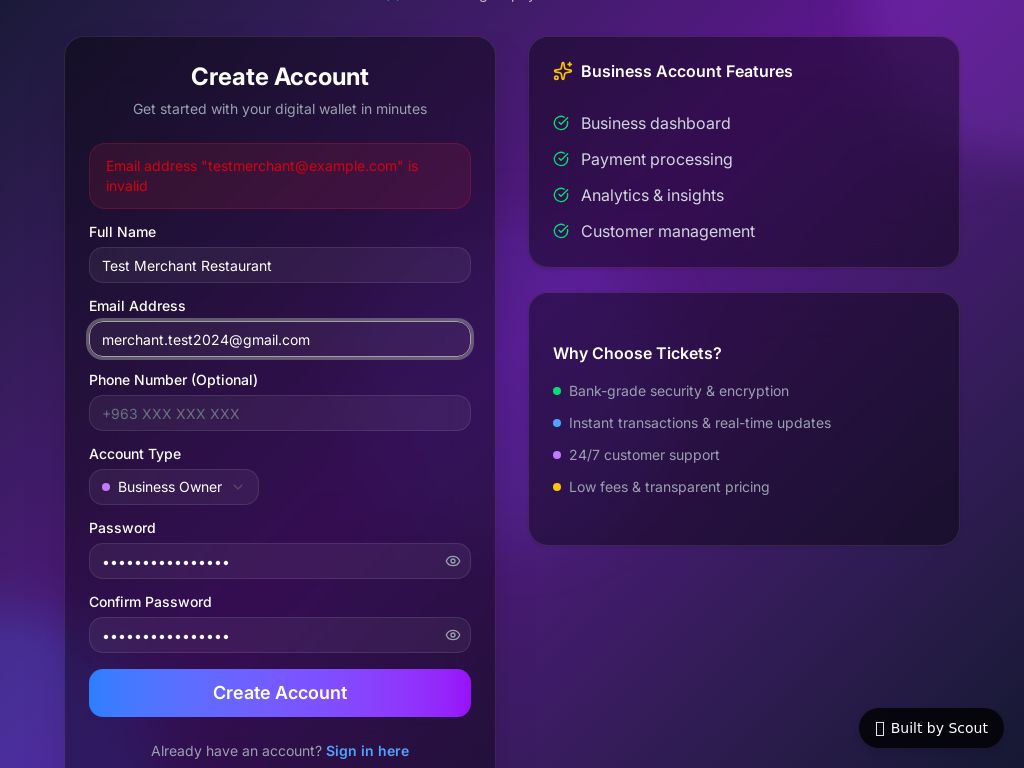 Create Account
Get started with your digital wallet in minutes
Email address "testmerchant@example.com" is
invalid
Full Name
Test Merchant Restaurant
Email Address
merchant.test2024@gmail.com
Phone Number (Optional)
+963 XXX XXX XXX
Account Type
Business Owner
Password
••••••••••••••••
Confirm Password
••••••••••••••••
Create Account
Already have an account? Sign in here
Business Account Features
Business dashboard
Payment processing
Analytics & insights
Customer management
Why Choose Tickets?
Bank-grade security & encryption
Instant transactions & real-time updates
24/7 customer support
Low fees & transparent pricing
Built by Scout